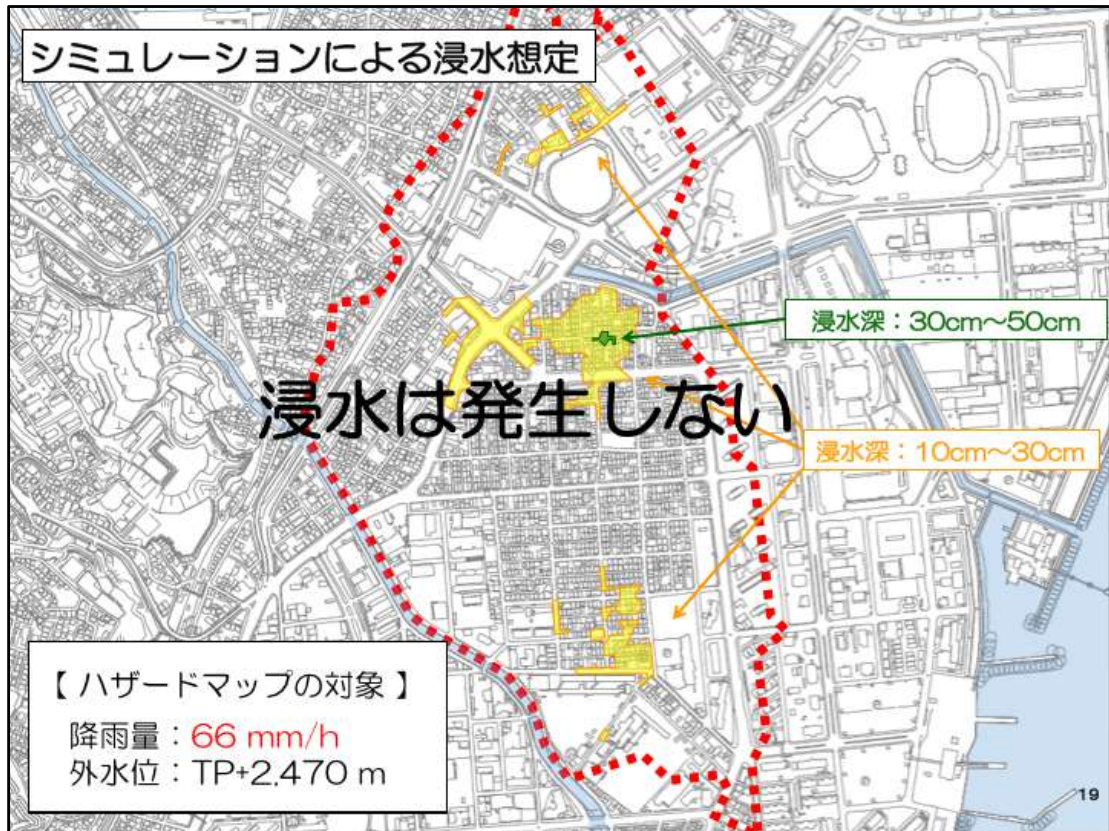 シミュレーションによる浸水想定
浸水深：30cm～50cm
浸水は発生しない
浸水深：10cm～30cm
【 ハザードマップの対象 】
降雨量：66 mm/h
外水位：TP+2.470 m
19